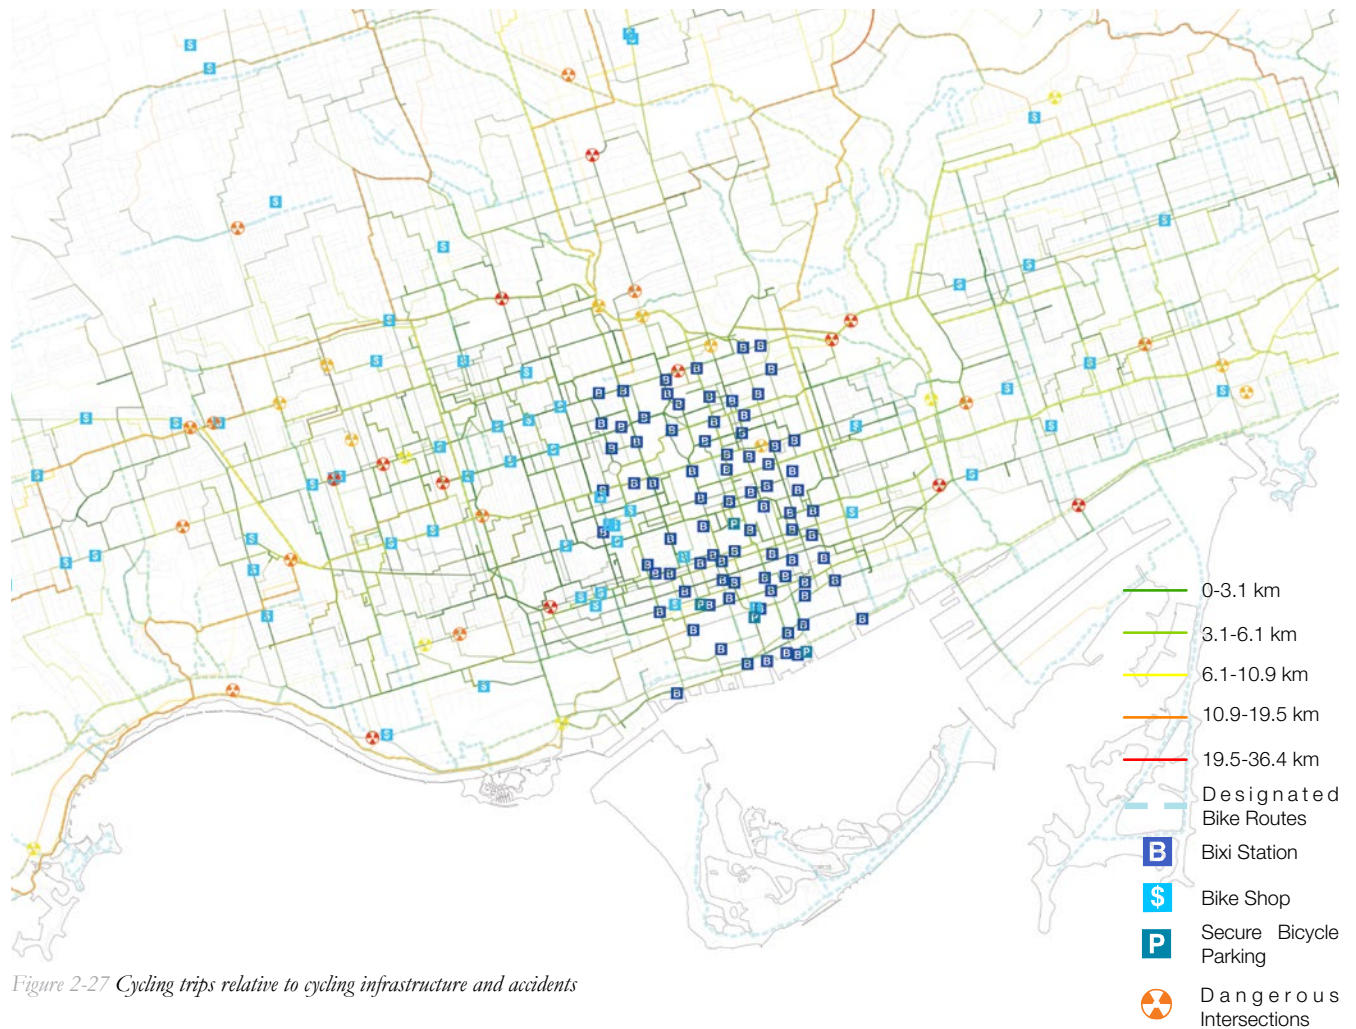 0-3.1 km
3.1-6.1 km
6.1-10.9 km
10.9-19.5 km
19.5-36.4 km
Designated
Bike Routes
B Bixi Station
$ Bike Shop
Secure Bicycle
P Parking
Dangerous
Intersections
Figure 2-27 Cycling trips relative to cycling infrastructure and accidents